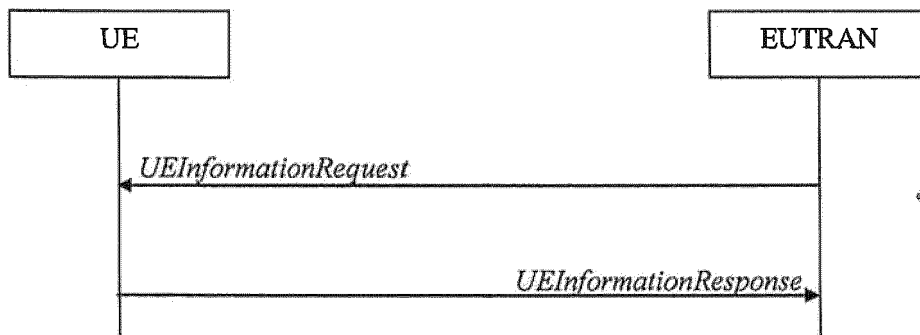 UE
EUTRAN
UEInformationRequest
UEInformationResponse